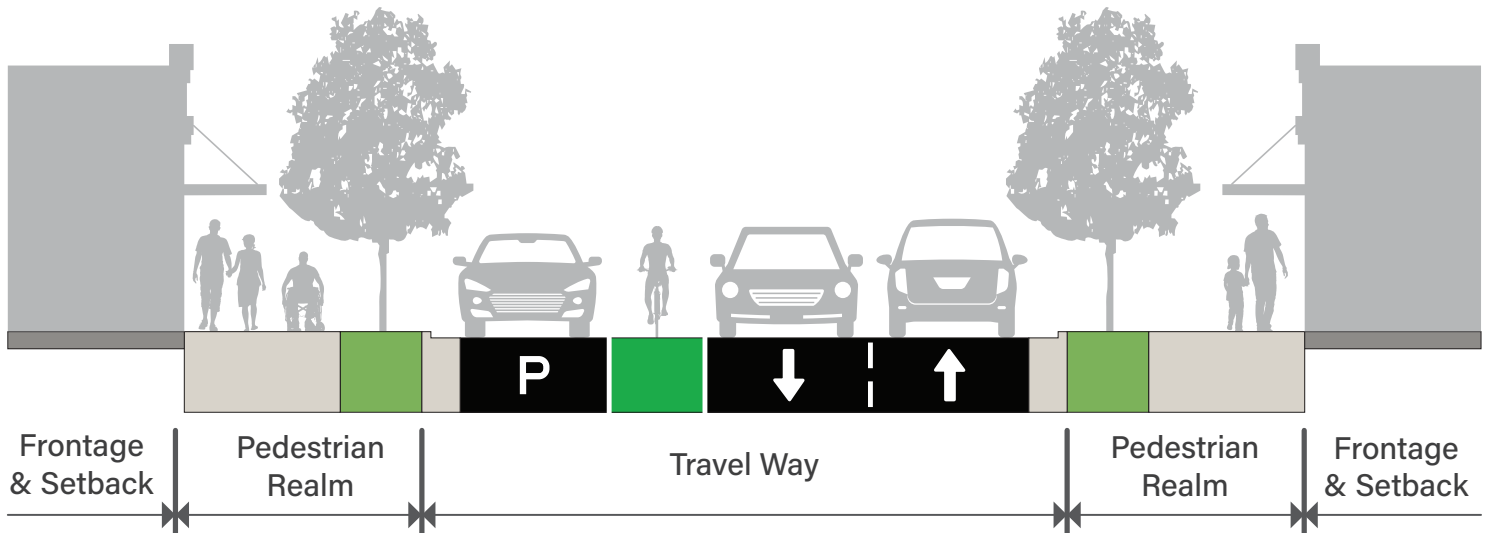 P
Frontage
& Setback
Pedestrian
Realm
Travel Way
Pedestrian
Realm
Frontage
& Setback